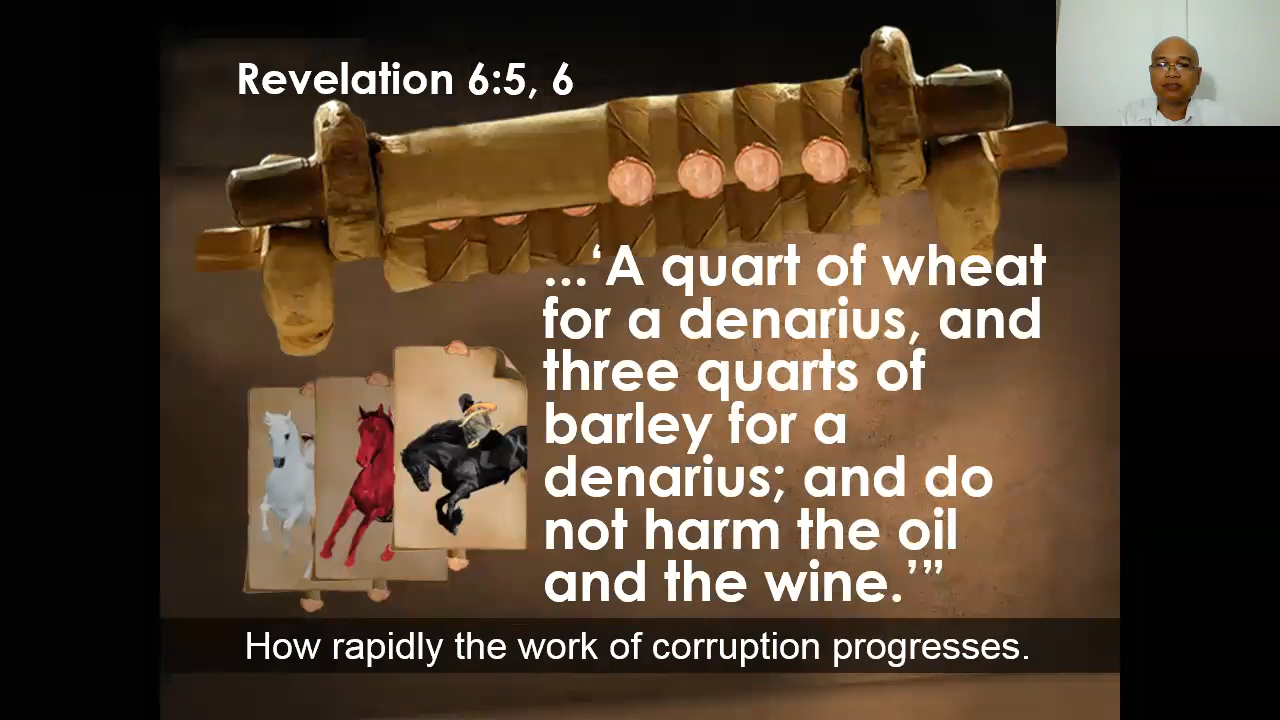 Revelation 6:5, 6
...‘A quart of wheat
for a denarius, and
three quarts of
barley for a
denarius; and do
not harm the oil
and the wine.’”
How rapidly the work of corruption progresses.